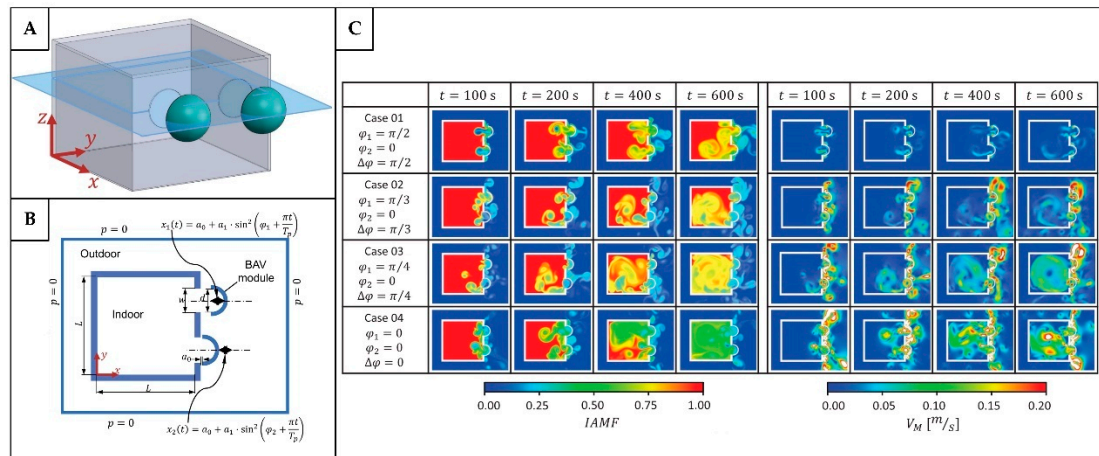 A
z
y
x
B
p = 0
x₁(t) = a₀ + a₁ · sin² (φ₁ + πt/Tₚ)
Outdoor
BAV
module
p = 0
p = 0
w
d
Indoor
L
a₀
y
x
L
p = 0
x₂(t) = a₀ + a₁ · sin² (φ₂ + πt/Tₚ)
C
t = 100 s t = 200 s t = 400 s t = 600 s t = 100 s t = 200 s t = 400 s t = 600 s
Case 01
φ₁ = π/2
φ₂ = 0
Δφ = π/2
Case 02
φ₁ = π/3
φ₂ = 0
Δφ = π/3
Case 03
φ₁ = π/4
φ₂ = 0
Δφ = π/4
Case 04
φ₁ = 0
φ₂ = 0
Δφ = 0
0.00 0.25 0.50 0.75 1.00
IAMF
0.00 0.05 0.10 0.15 0.20
V_M [m/s]